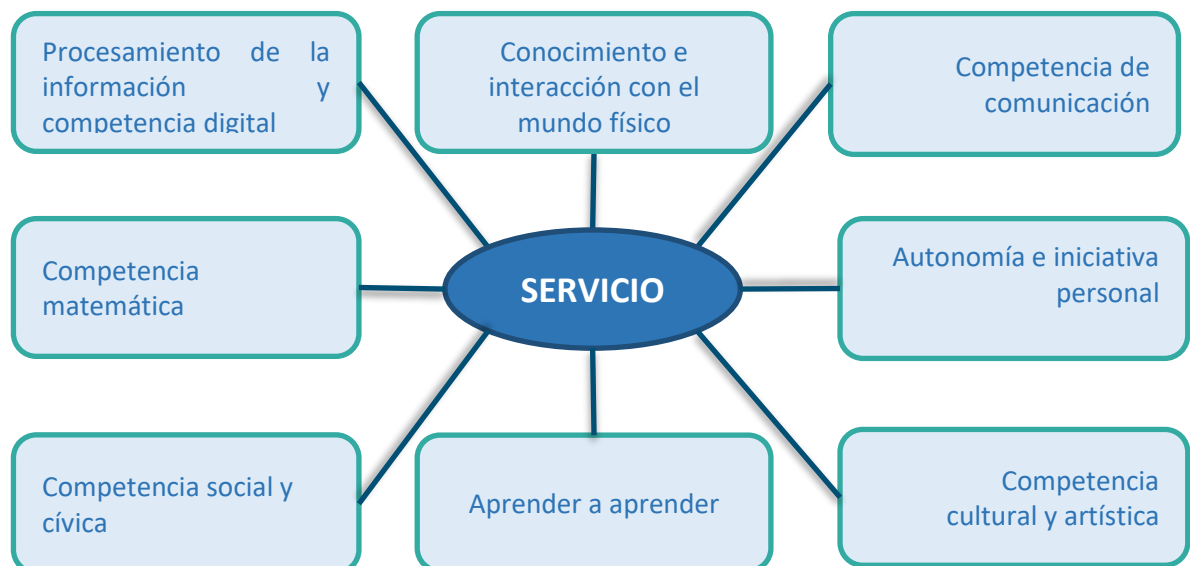 Procesamiento de la
información y
competencia digital
Conocimiento e
interacción con el
mundo físico
Competencia de
comunicación
Competencia
matemática
SERVICIO
Autonomía e iniciativa
personal
Competencia social y
cívica
Aprender a aprender
Competencia
cultural y artística